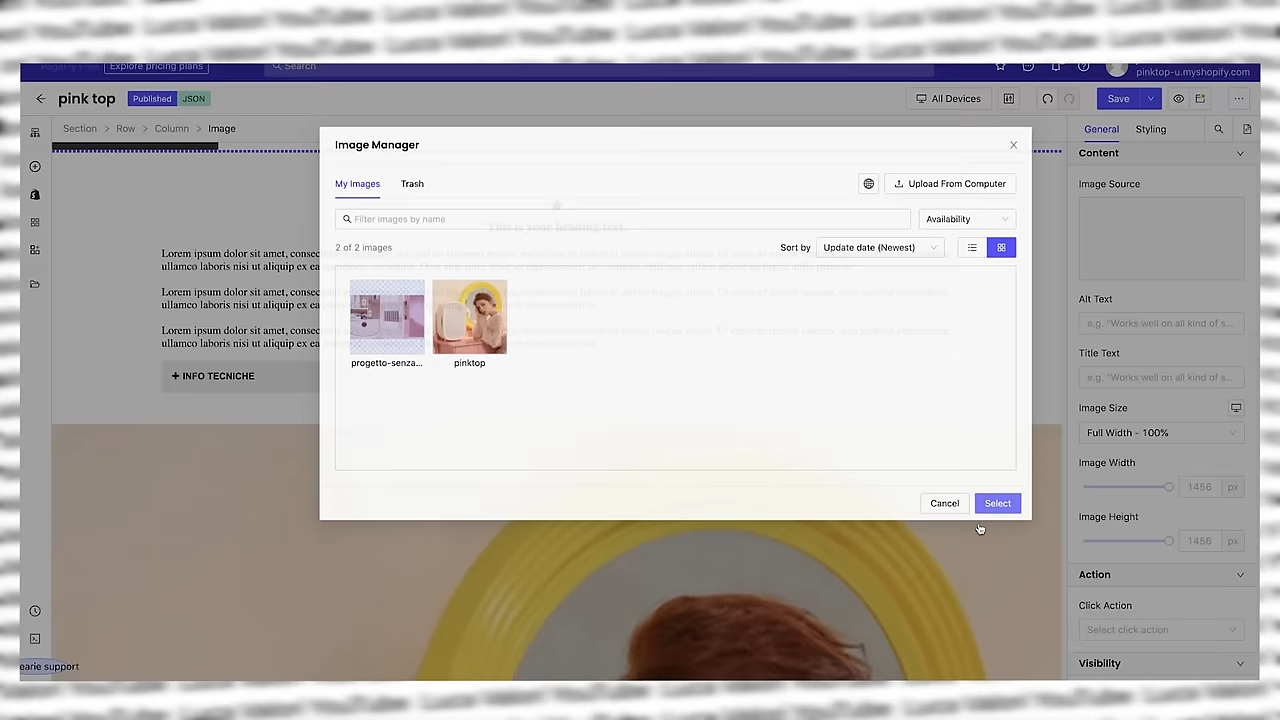 Explore pricing plans
Search
pinktop-u.myshopify.com
pink top
Published
JSON
All Devices
Save
Section > Row > Column > Image
General
Styling
Image Manager
Content
My Images
Trash
Upload From Computer
Image Source
Filter images by name
Availability
This is your heading text.
2 of 2 images
Sort by
Update date (Newest)
Lorem ipsum dolor sit amet, consec
ullamco laboris nisi ut aliquip ex ea
Lorem ipsum dolor sit amet, consec
ullamco laboris nisi ut aliquip ex ea
Lorem ipsum dolor sit amet, consec
ullamco laboris nisi ut aliquip ex ea
Alt Text
e.g. "Works well on all kind of s...
Title Text
e.g. "Works well on all kind of s...
progetto-senza...
pinktop
+ INFO TECNICHE
Image Size
Full Width - 100%
Image Width
1456 px
Cancel
Select
Image Height
1456 px
Action
Click Action
Select click action
Visibility
earie support